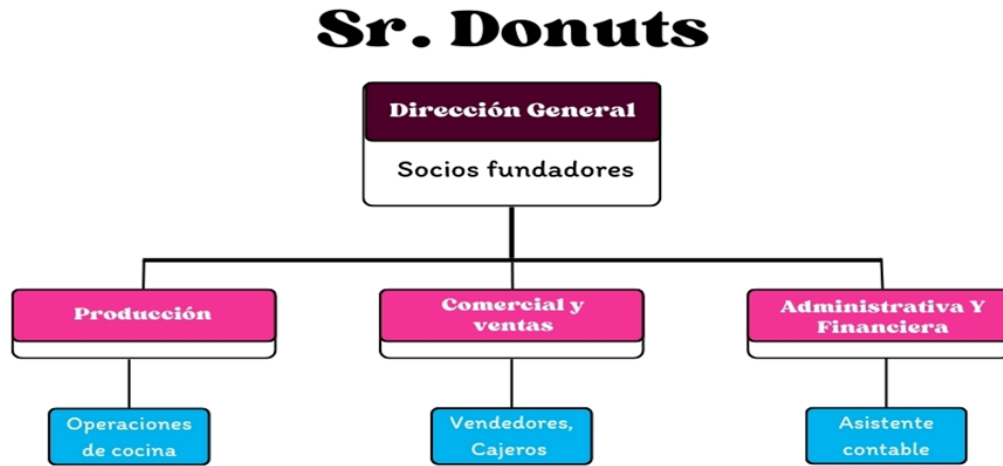 Sr. Donuts
Dirección General
Socios fundadores
Producción
Comercial y
ventas
Administrativa Y
Financiera
Operaciones
de cocina
Vendedores,
Cajeros
Asistente
contable